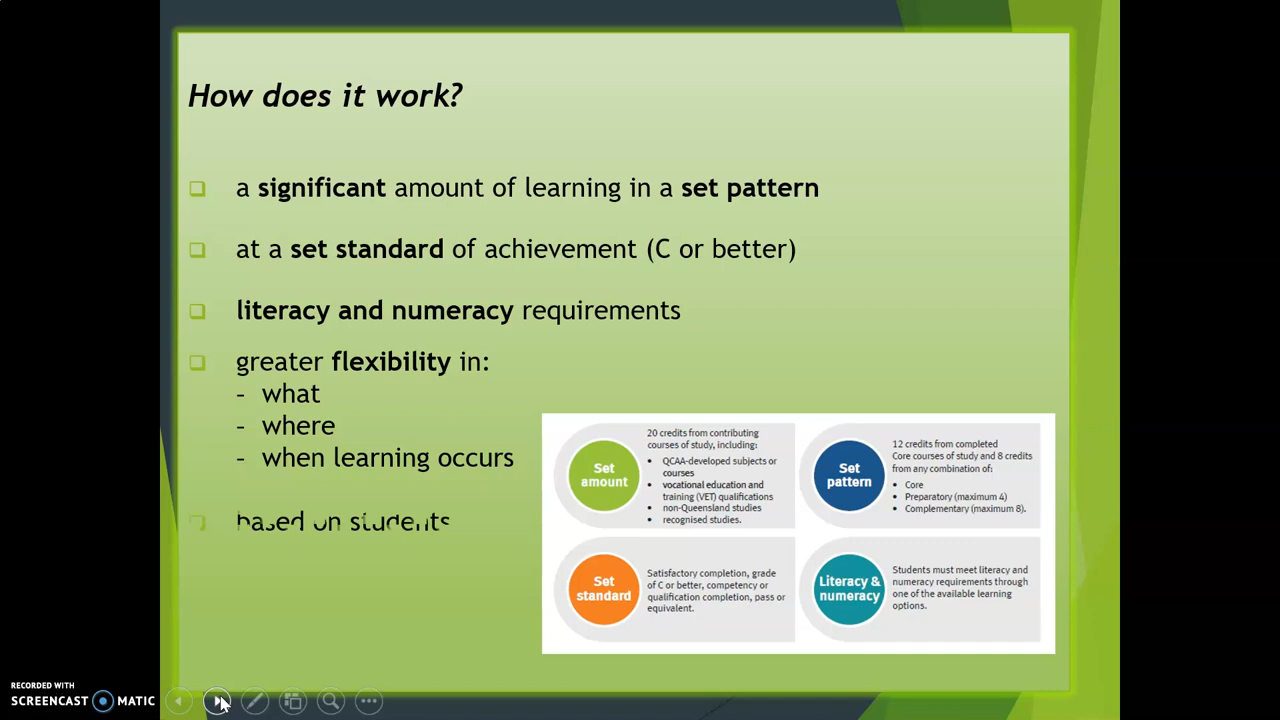 How does it work?
a significant amount of learning in a set pattern
at a set standard of achievement (C or better)
literacy and numeracy requirements
greater flexibility in:
- what
- where
- when learning occurs
based on students
Set
amount
20 credits from contributing
courses of study, including:
• QCAA-developed subjects or
courses
• vocational education and
training (VET) qualifications
• non-Queensland studies
• recognised studies.
Set
pattern
12 credits from completed
Core courses of study and 8 credits
from any combination of:
• Core
• Preparatory (maximum 4)
• Complementary (maximum 8).
Set
standard
Satisfactory completion, grade
of C or better, competency or
qualification completion, pass or
equivalent.
Literacy &
numeracy
Students must meet literacy and
numeracy requirements through
one of the available learning
options.
RECORDED WITH
SCREENCAST MATIC